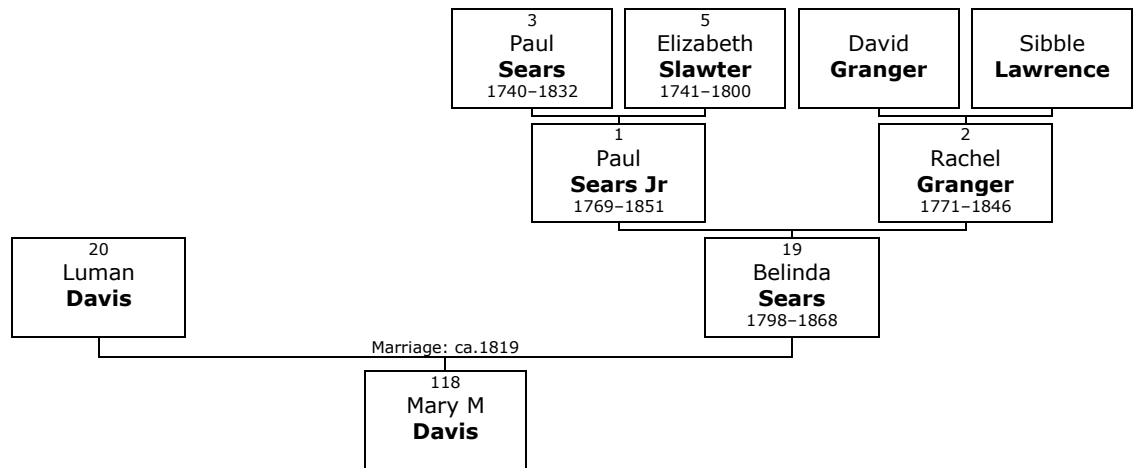 3
Paul
Sears
1740–1832
5
Elizabeth
Slawter
1741–1800
David
Granger
Sibble
Lawrence
1
Paul
Sears Jr
1769–1851
2
Rachel
Granger
1771–1846
20
Luman
Davis
19
Belinda
Sears
1798–1868
Marriage: ca.1819
118
Mary M
Davis